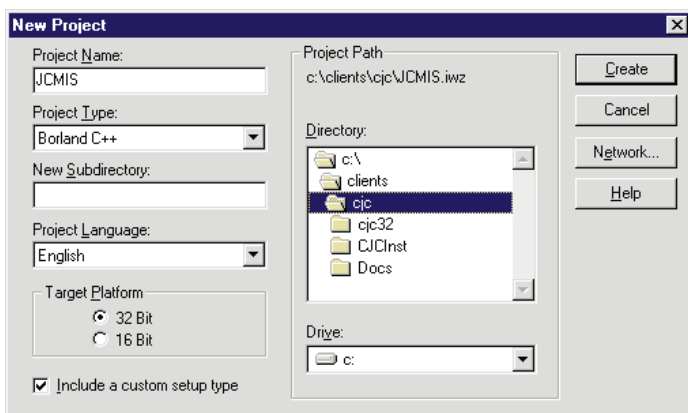 New Project
Project Name:
JCMIS
Project Type:
Borland C++
New Subdirectory:
Project Language:
English
Target Platform
32 Bit
16 Bit
Include a custom setup type
Project Path
c:\clients\cjc\JCMIS.iwz
Directory:
c:\
clients
cjc
cjc32
CJCInst
Docs
Drive:
c:
Create
Cancel
Network...
Help